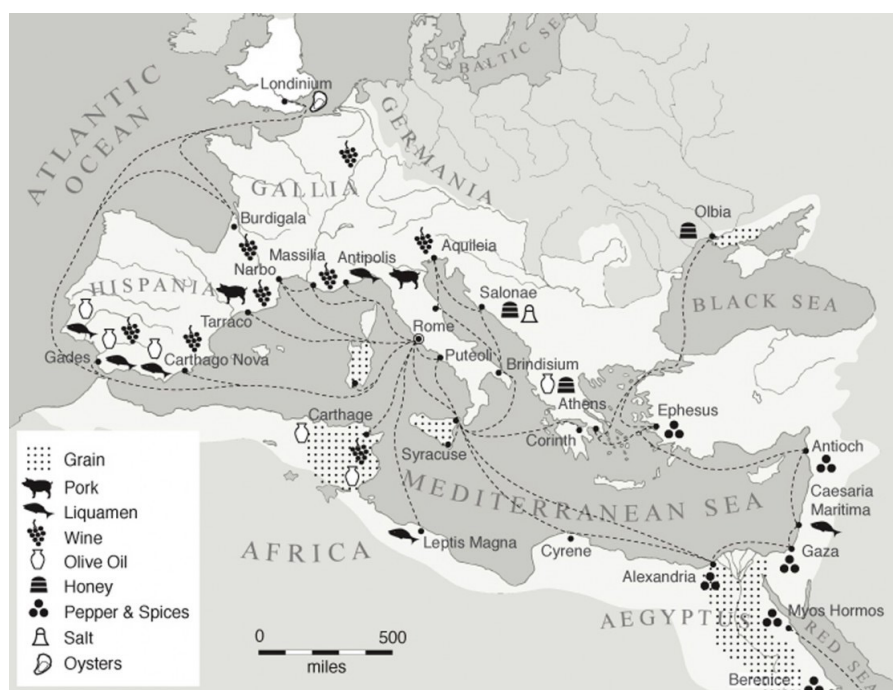 BALTIC SEA
Londinium
ATLANTIC
OCEAN
GERMANIA
GALLIA
Olbia
Burdigala
Aquileia
Massilia
Antipolis
Narbo
HISPANIA
Salonae
BLACK SEA
Tarraco
Rome
Puteoli
Gades
Carthago Nova
Brindisium
Athens
Ephesus
Carthage
Corinth
Syracuse
Antioch
MEDITERRANEAN SEA
Caesaria
Maritima
AFRICA
Leptis Magna
Cyrene
Gaza
Alexandria
AEGYPTUS
Myos Hormos
RED SEA
Berenice
Grain
Pork
Liquamen
Wine
Olive Oil
Honey
Pepper & Spices
Salt
Oysters
0 500
miles